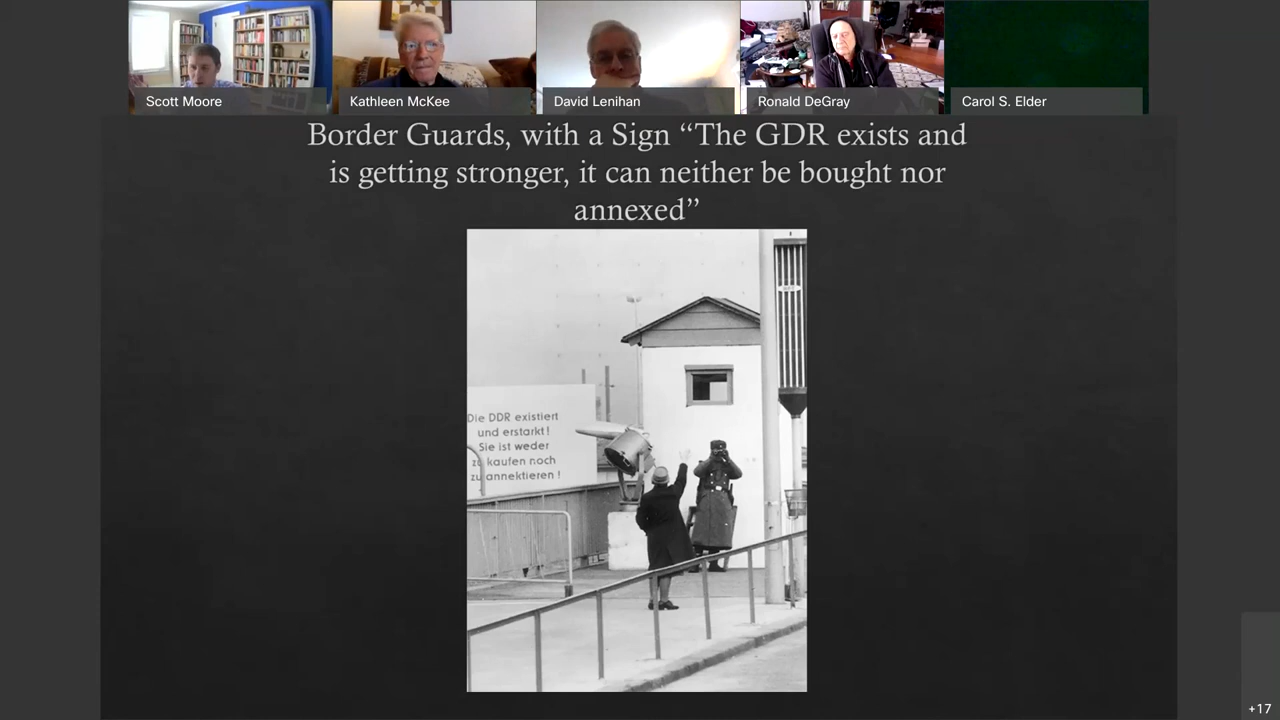 Scott Moore
Kathleen McKee
David Lenihan
Ronald DeGray
Carol S. Elder
Border Guards, with a Sign “The GDR exists and
is getting stronger, it can neither be bought nor
annexed”
Die DDR existiert
und erstarkt!
Sie ist weder
zu kaufen noch
zu annektieren!
+17